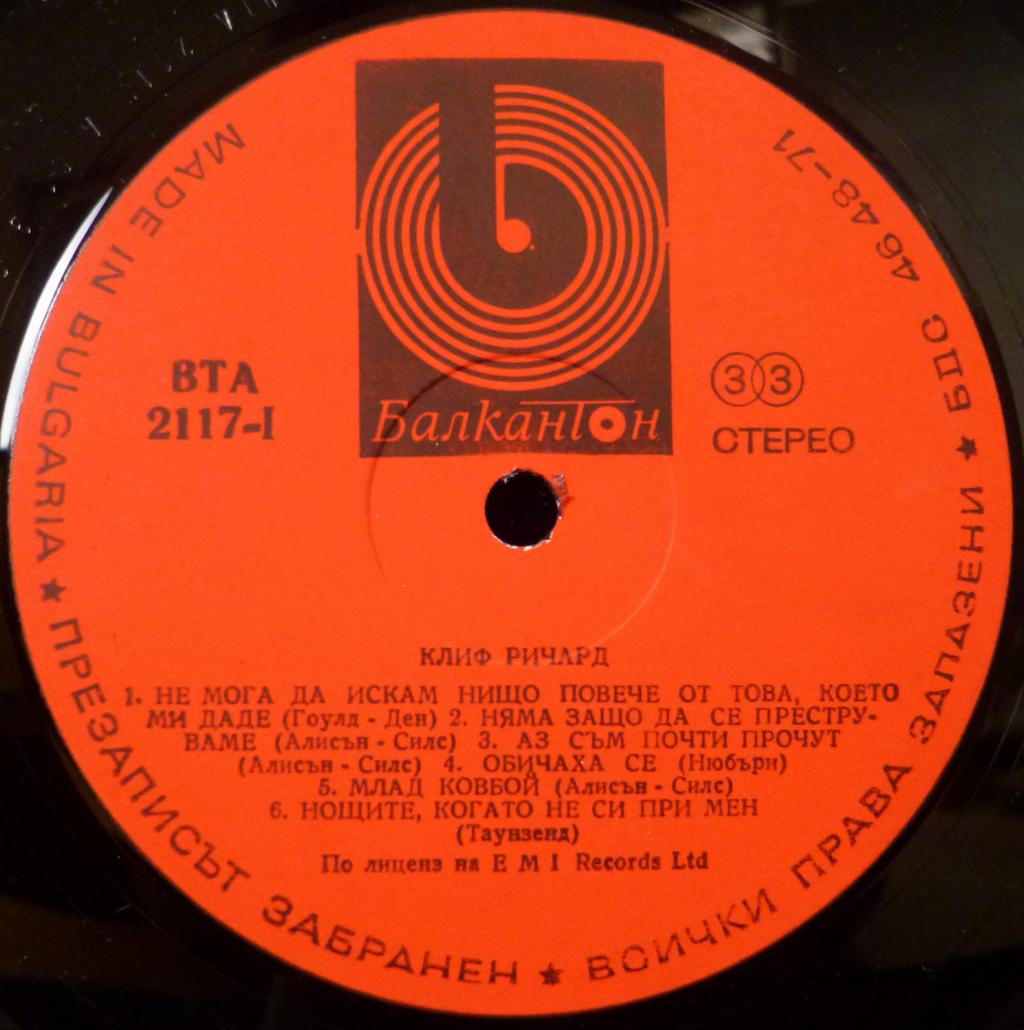 Балкантон
ВТА
2117-I
33
СТЕРЕО
КЛИФ РИЧАРД
1. НЕ МОГА ДА ИСКАМ НИЩО ПОВЕЧЕ ОТ ТОВА, КОЕТО
МИ ДАДЕ (Гоулд - Ден) 2. НЯМА ЗАЩО ДА СЕ ПРЕСТРУ-
ВАМЕ (Алисън - Силс) 3. АЗ СЪМ ПОЧТИ ПРОЧУТ
(Алисън - Силс) 4. ОБИЧАХА СЕ (Нюбъри)
5. МЛАД КОВБОЙ (Алисън - Силс)
6. НОЩИТЕ, КОГАТО НЕ СИ ПРИ МЕН
(Таунзенд)
По лиценз на E M I Records Ltd
MADE IN BULGARIA ★ ПРЕЗАПИСЪТ ЗАБРАНЕН ★ ВСИЧКИ ПРАВА ЗАПАЗЕНИ ★ БДС 4648-71